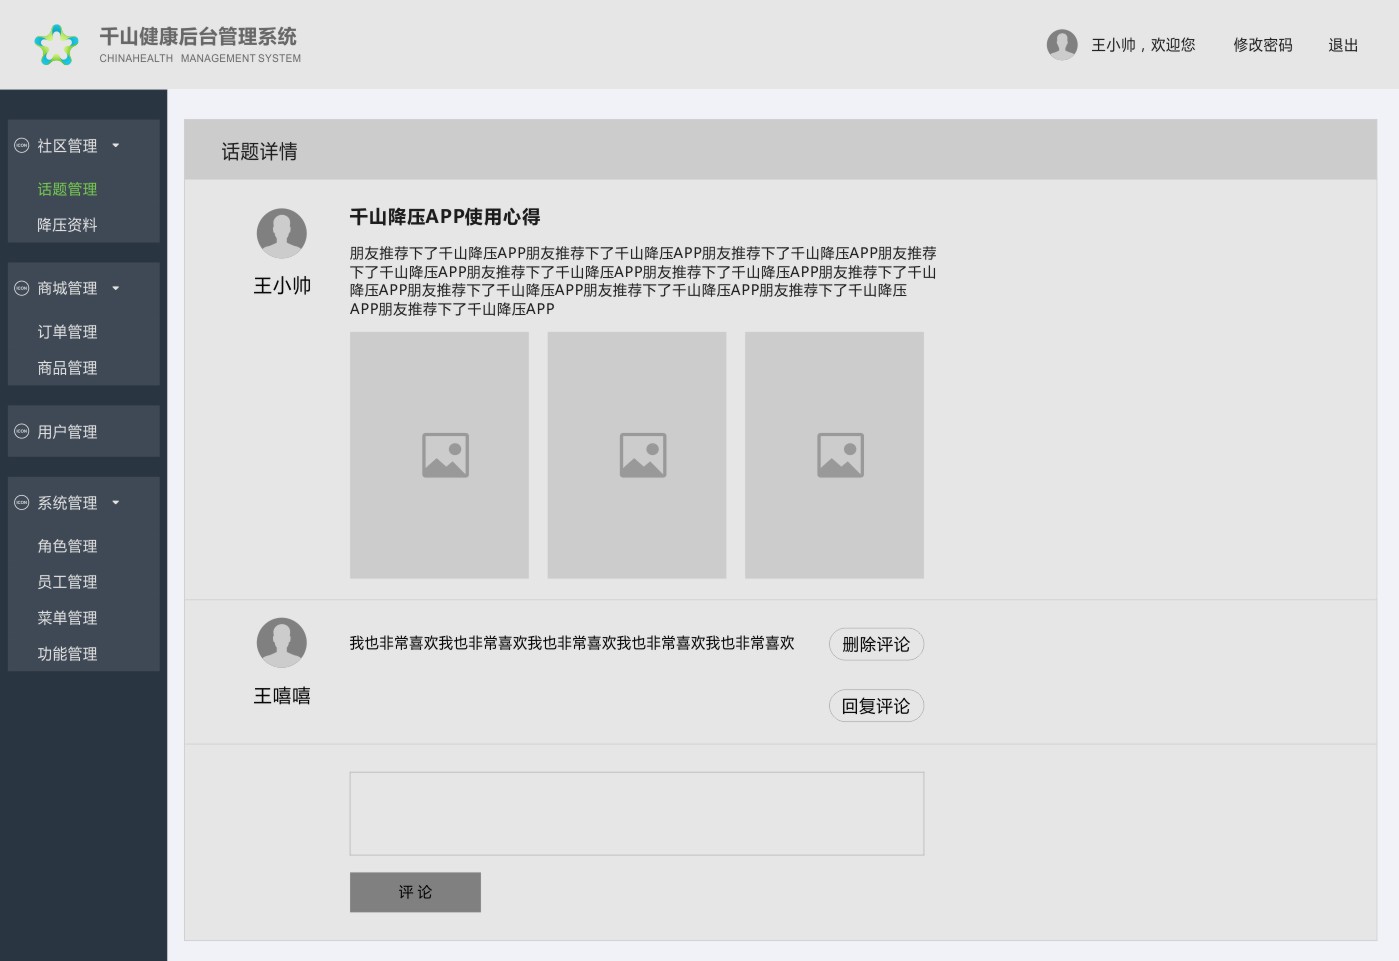 千山健康后台管理系统
CHINAHEALTH MANAGEMENT SYSTEM
王小帅，欢迎您
修改密码
退出
社区管理
话题管理
降压资料
商城管理
订单管理
商品管理
用户管理
系统管理
角色管理
员工管理
菜单管理
功能管理
话题详情
王小帅
千山降压APP使用心得
朋友推荐下了千山降压APP朋友推荐下了千山降压APP朋友推荐下了千山降压APP朋友推荐
下了千山降压APP朋友推荐下了千山降压APP朋友推荐下了千山降压APP朋友推荐下了千山
降压APP朋友推荐下了千山降压APP朋友推荐下了千山降压APP朋友推荐下了千山降压
APP朋友推荐下了千山降压APP
王嘻嘻
我也非常喜欢我也非常喜欢我也非常喜欢我也非常喜欢我也非常喜欢
删除评论
回复评论
评 论